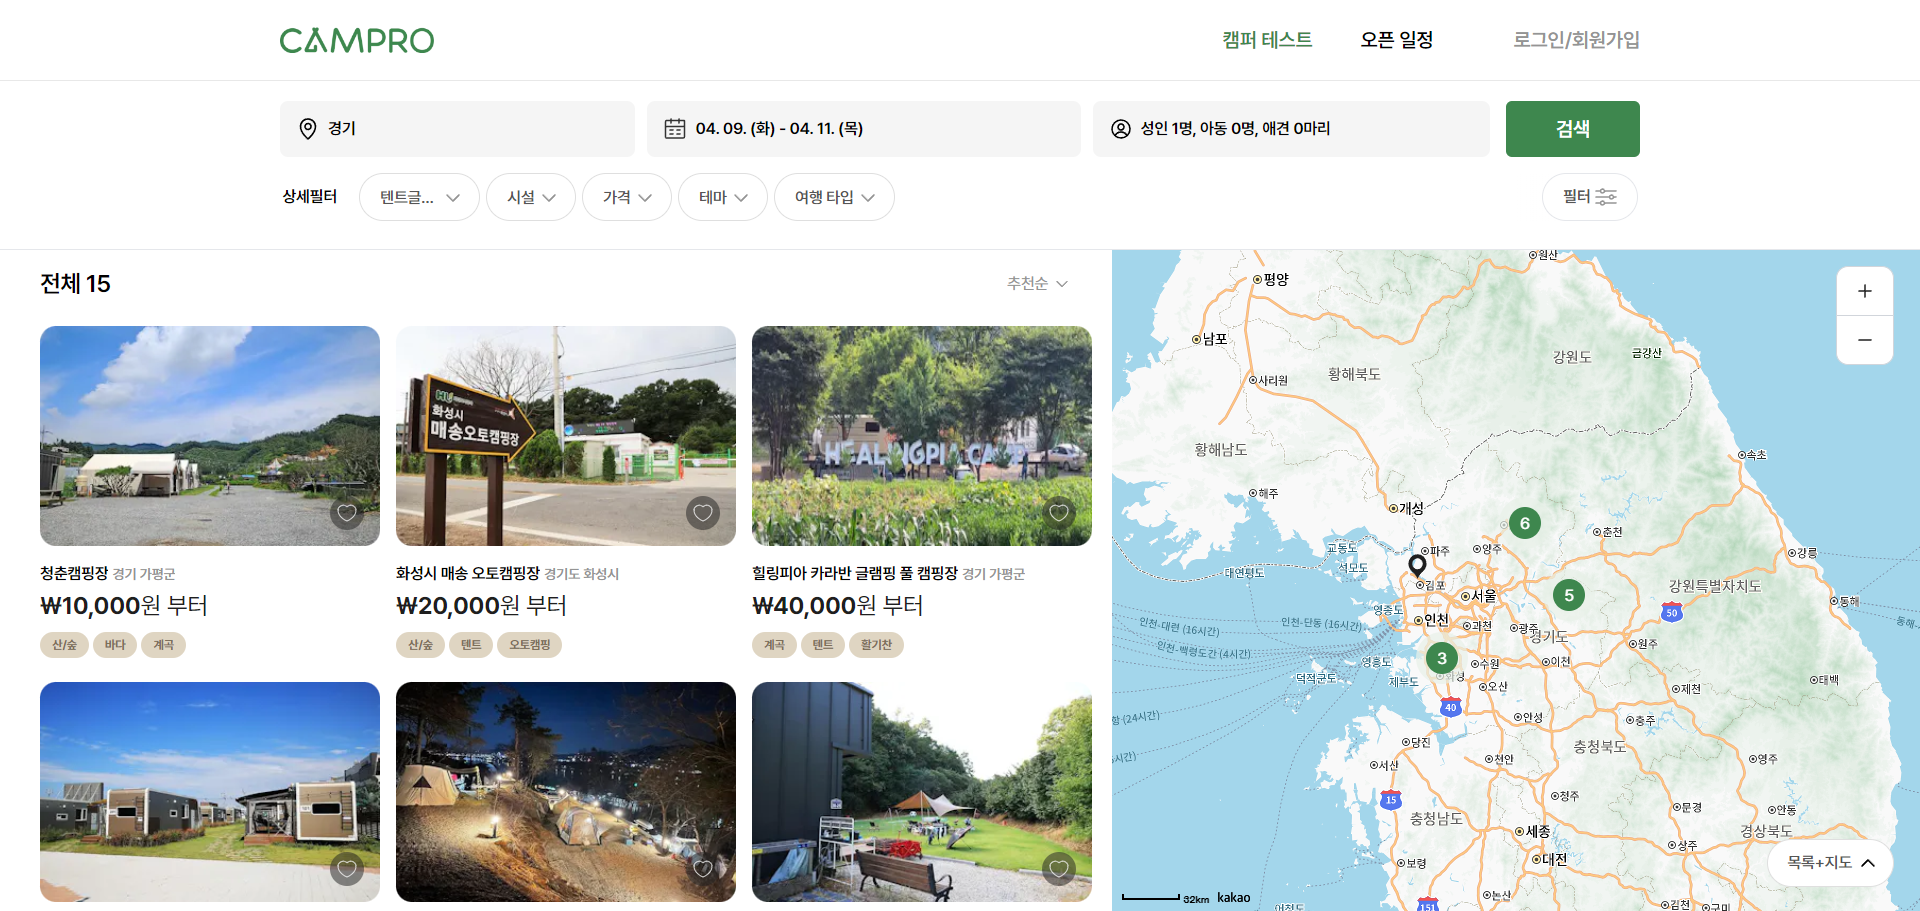 CAMPRO
캠퍼 테스트
오픈 일정
로그인/회원가입
경기
04. 09. (화) - 04. 11. (목)
성인 1명, 아동 0명, 애견 0마리
검색
상세필터
텐트글...
시설
가격
테마
여행 타입
필터
전체 15
추천순
화성시
매송오토캠핑장
HEALINGPIA CAMP
청춘캠핑장 경기 가평군
₩10,000원 부터
산/숲
바다
계곡
화성시 매송 오토캠핑장 경기도 화성시
₩20,000원 부터
산/숲
텐트
오토캠핑
힐링피아 카라반 글램핑 풀 캠핑장 경기 가평군
₩40,000원 부터
계곡
텐트
활기찬
원산
평양
남포
강원도
금강산
황해북도
사리원
황해남도
속초
해주
개성
6
춘천
교동도
파주
양주
강릉
대연평도
석모도
김포
강원특별자치도
서울
5
50
동해
영종도
인천
인천-대련 (16시간)
인천-단동 (16시간)
과천
광주
경기도
동해-
인천-백령도간 (4시간)
원주
3
영흥도
수원
이천
덕적군도
제부도
화성
오산
태백
제천
40
항 (24시간)
안성
충주
당진
충청북도
시간)
서산
천안
영주
15
청주
문경
안동
충청남도
세종
경상북도
상주
보령
대전
목록+지도
논산
151
김천
구미
어청도
32km
kakao